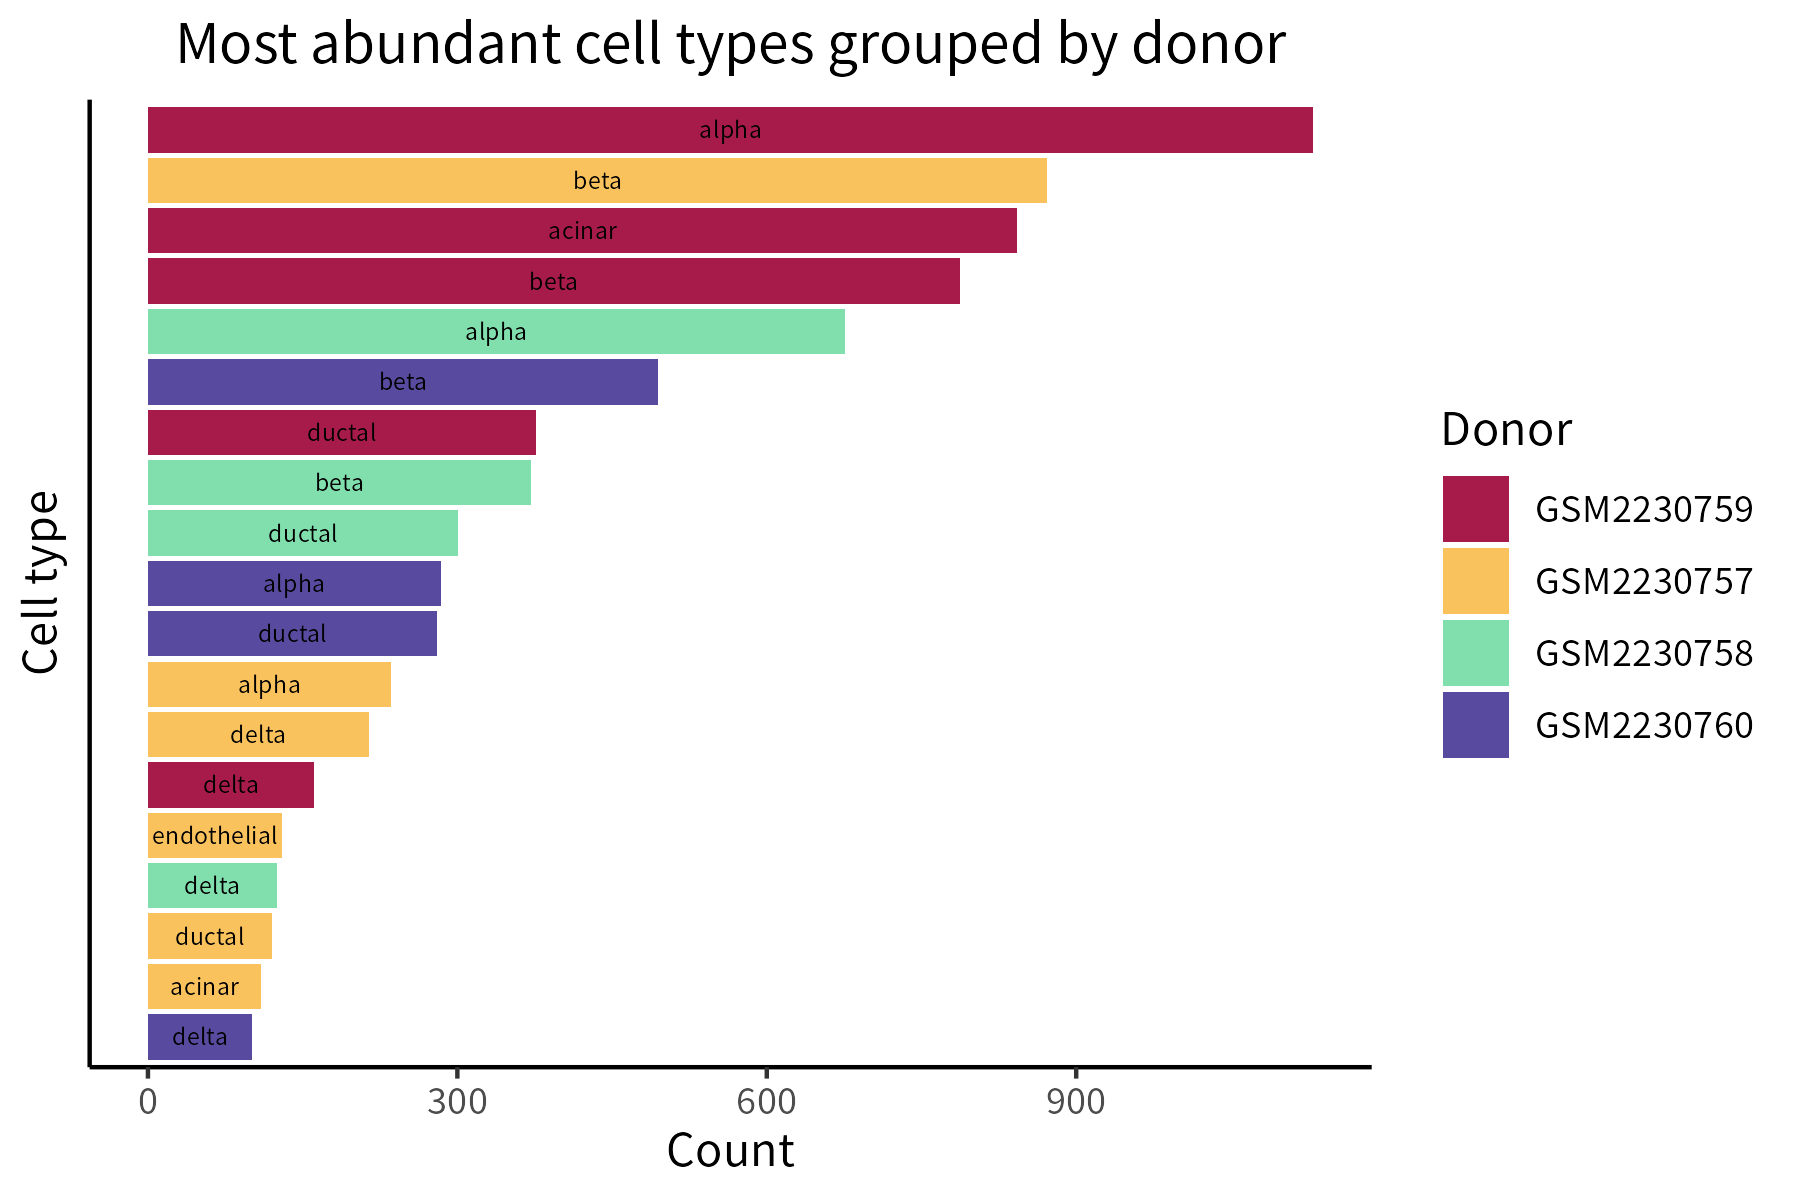 Most abundant cell types grouped by donor
alpha
beta
acinar
beta
alpha
beta
ductal
beta
ductal
alpha
ductal
alpha
delta
delta
endothelial
delta
ductal
acinar
delta
Cell type
0 300 600 900
Count
Donor
GSM2230759
GSM2230757
GSM2230758
GSM2230760